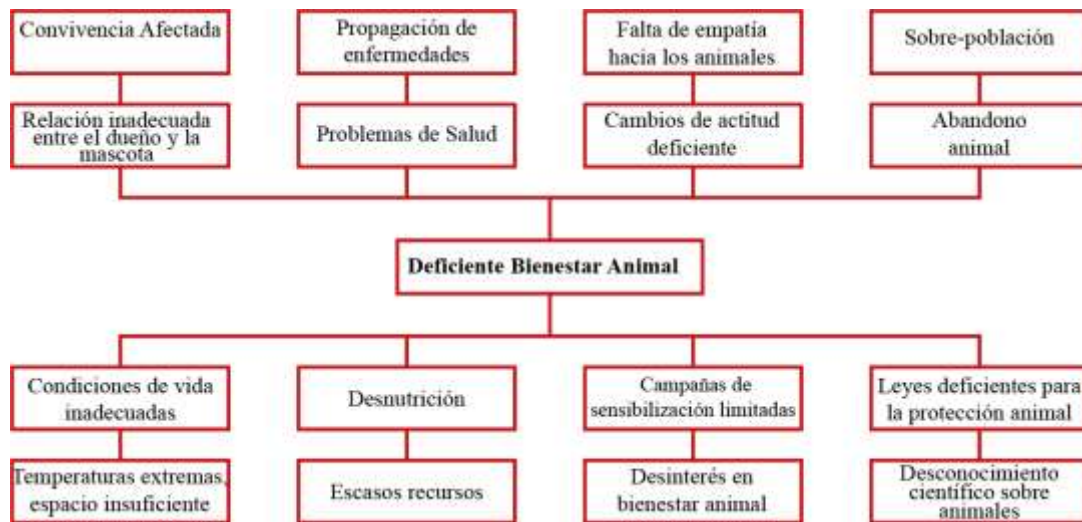 Convivencia Afectada
Propagación de
enfermedades
Falta de empatía
hacia los animales
Sobre-población
Relación inadecuada
entre el dueño y la
mascota
Problemas de Salud
Cambios de actitud
deficiente
Abandono
animal
Deficiente Bienestar Animal
Condiciones de vida
inadecuadas
Desnutrición
Campañas de
sensibilización limitadas
Leyes deficientes para
la protección animal
Temperaturas extremas,
espacio insuficiente
Escasos recursos
Desinterés en
bienestar animal
Desconocimiento
científico sobre
animales